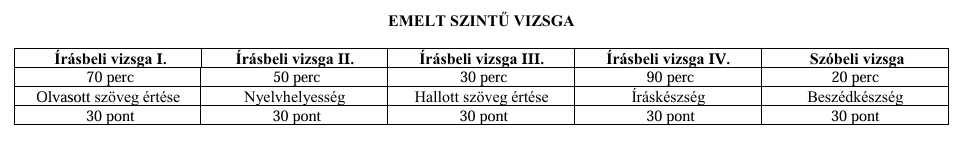 EMELT SZINTŰ VIZSGA
Írásbeli vizsga I. Írásbeli vizsga II. Írásbeli vizsga III. Írásbeli vizsga IV. Szóbeli vizsga
70 perc 50 perc 30 perc 90 perc 20 perc
Olvasott szöveg értése Nyelvhelyesség Hallott szöveg értése Íráskészség Beszédkészség
30 pont 30 pont 30 pont 30 pont 30 pont